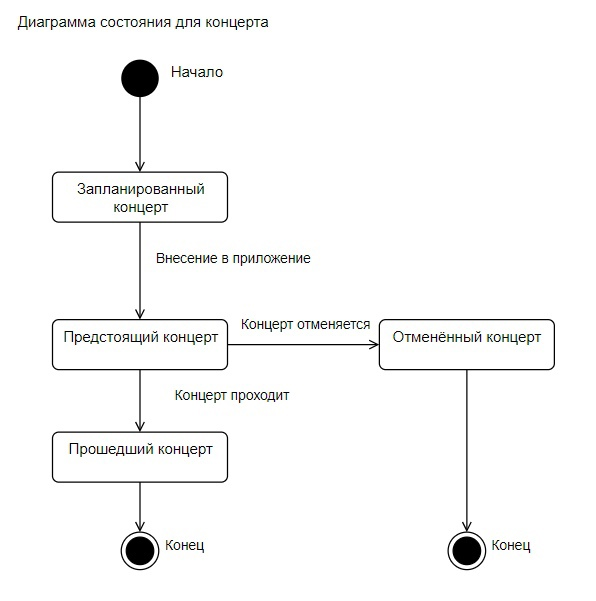 Диаграмма состояния для концерта
Начало
Запланированный
концерт
Внесение в приложение
Предстоящий концерт
Концерт отменяется
Отменённый концерт
Концерт проходит
Прошедший концерт
Конец
Конец